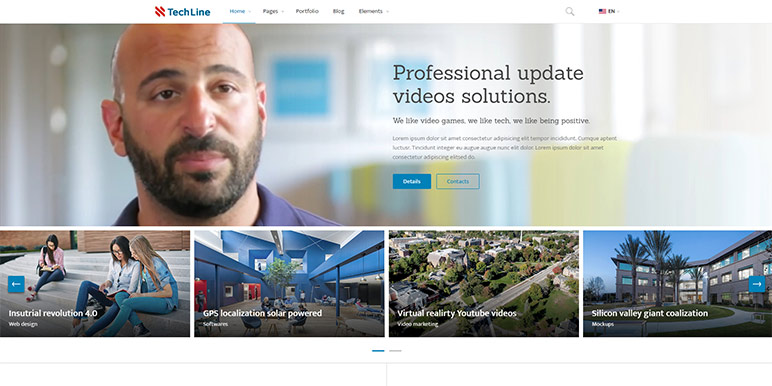 TechLine
Home Pages Portfolio Blog Elements EN
Professional update
videos solutions.
We like video games, we like tech, we like being positive.
Lorem ipsum dolor sit amet consectetur adipisicing elit tempor incididunt, Cumque aptent
luctusr, Tincidunt integer eu augue augue nunc elit dolor. Lorem ipsum dolor sit amet
consectetur adipiscing elitbed do.
Details Contacts
Insutrial revolution 4.0
Web design
GPS localization solar powered
Softwares
Virtual realirty Youtube videos
Video marketing
Silicon valley giant coalization
Mockups